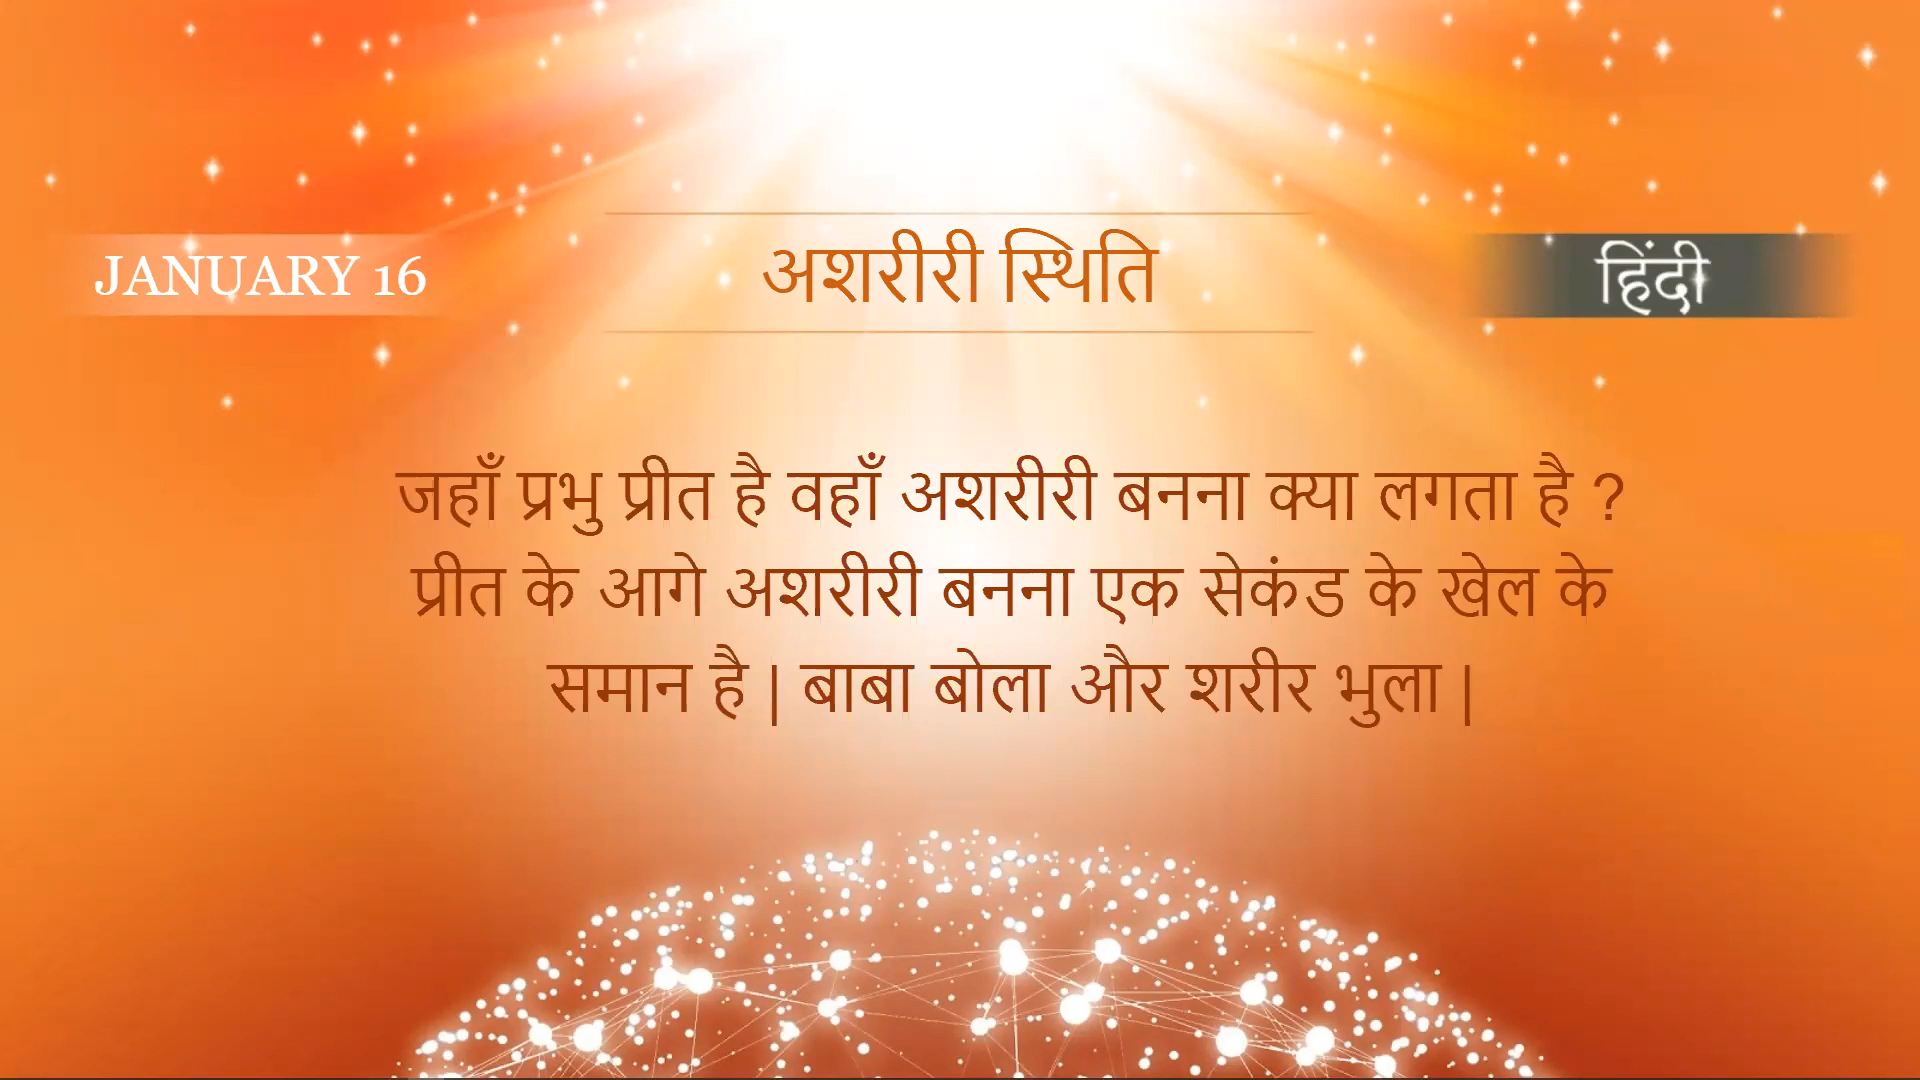 JANUARY 16
अशरीरी स्थिति
हिंदी
जहाँ प्रभु प्रीत है वहाँ अशरीरी बनना क्या लगता है ?
प्रीत के आगे अशरीरी बनना एक सेकंड के खेल के
समान है | बाबा बोला और शरीर भुला |